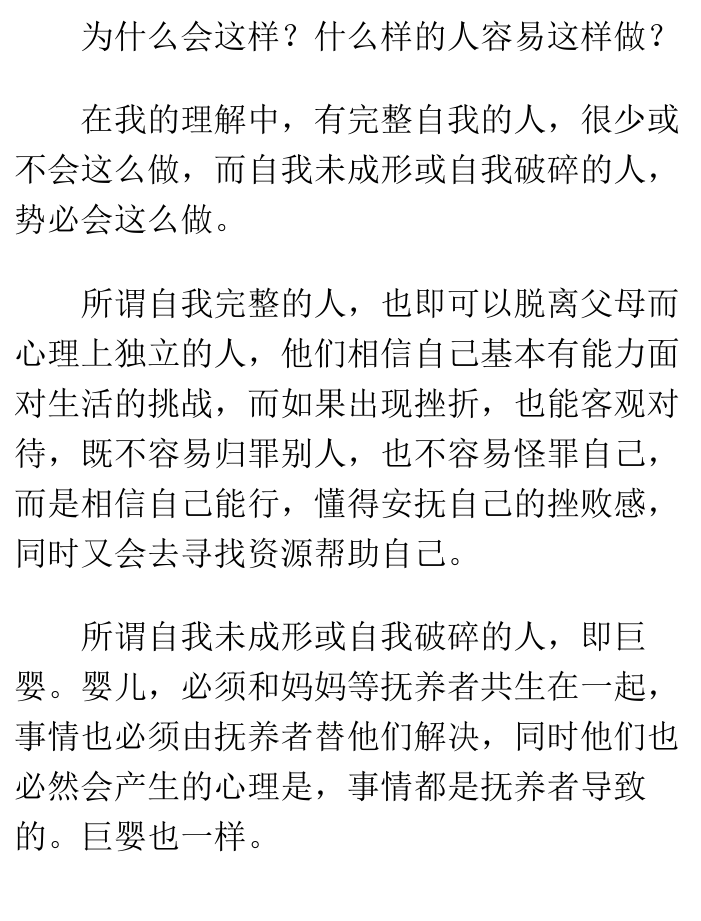 为什么会这样？什么样的人容易这样做？
在我的理解中，有完整自我的人，很少或
不会这么做，而自我未成形或自我破碎的人，
势必会这么做。
所谓自我完整的人，也即可以脱离父母而
心理上独立的人，他们相信自己基本有能力面
对生活的挑战，而如果出现挫折，也能客观对
待，既不容易归罪别人，也不容易怪罪自己，
而是相信自己能行，懂得安抚自己的挫败感，
同时又会去寻找资源帮助自己。
所谓自我未成形或自我破碎的人，即巨
婴。婴儿，必须和妈妈等抚养者共生在一起，
事情也必须由抚养者替他们解决，同时他们也
必然会产生的心理是，事情都是抚养者导致
的。巨婴也一样。